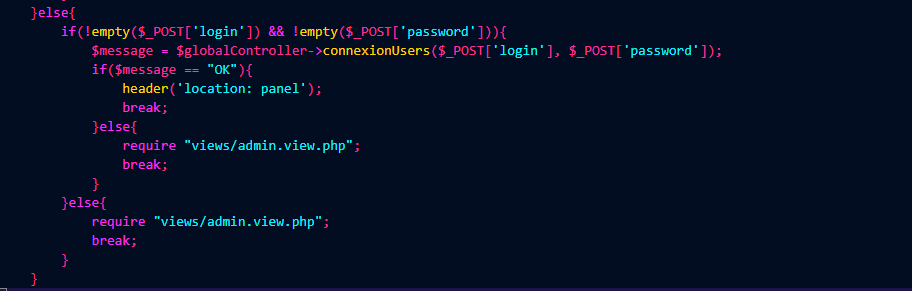 }else{
if(!empty($_POST['login']) && !empty($_POST['password'])){
$message = $globalController->connexionUsers($_POST['login'], $_POST['password']);
if($message == "OK"){
header('location: panel');
break;
}else{
require "views/admin.view.php";
break;
}
}else{
require "views/admin.view.php";
break;
}
}